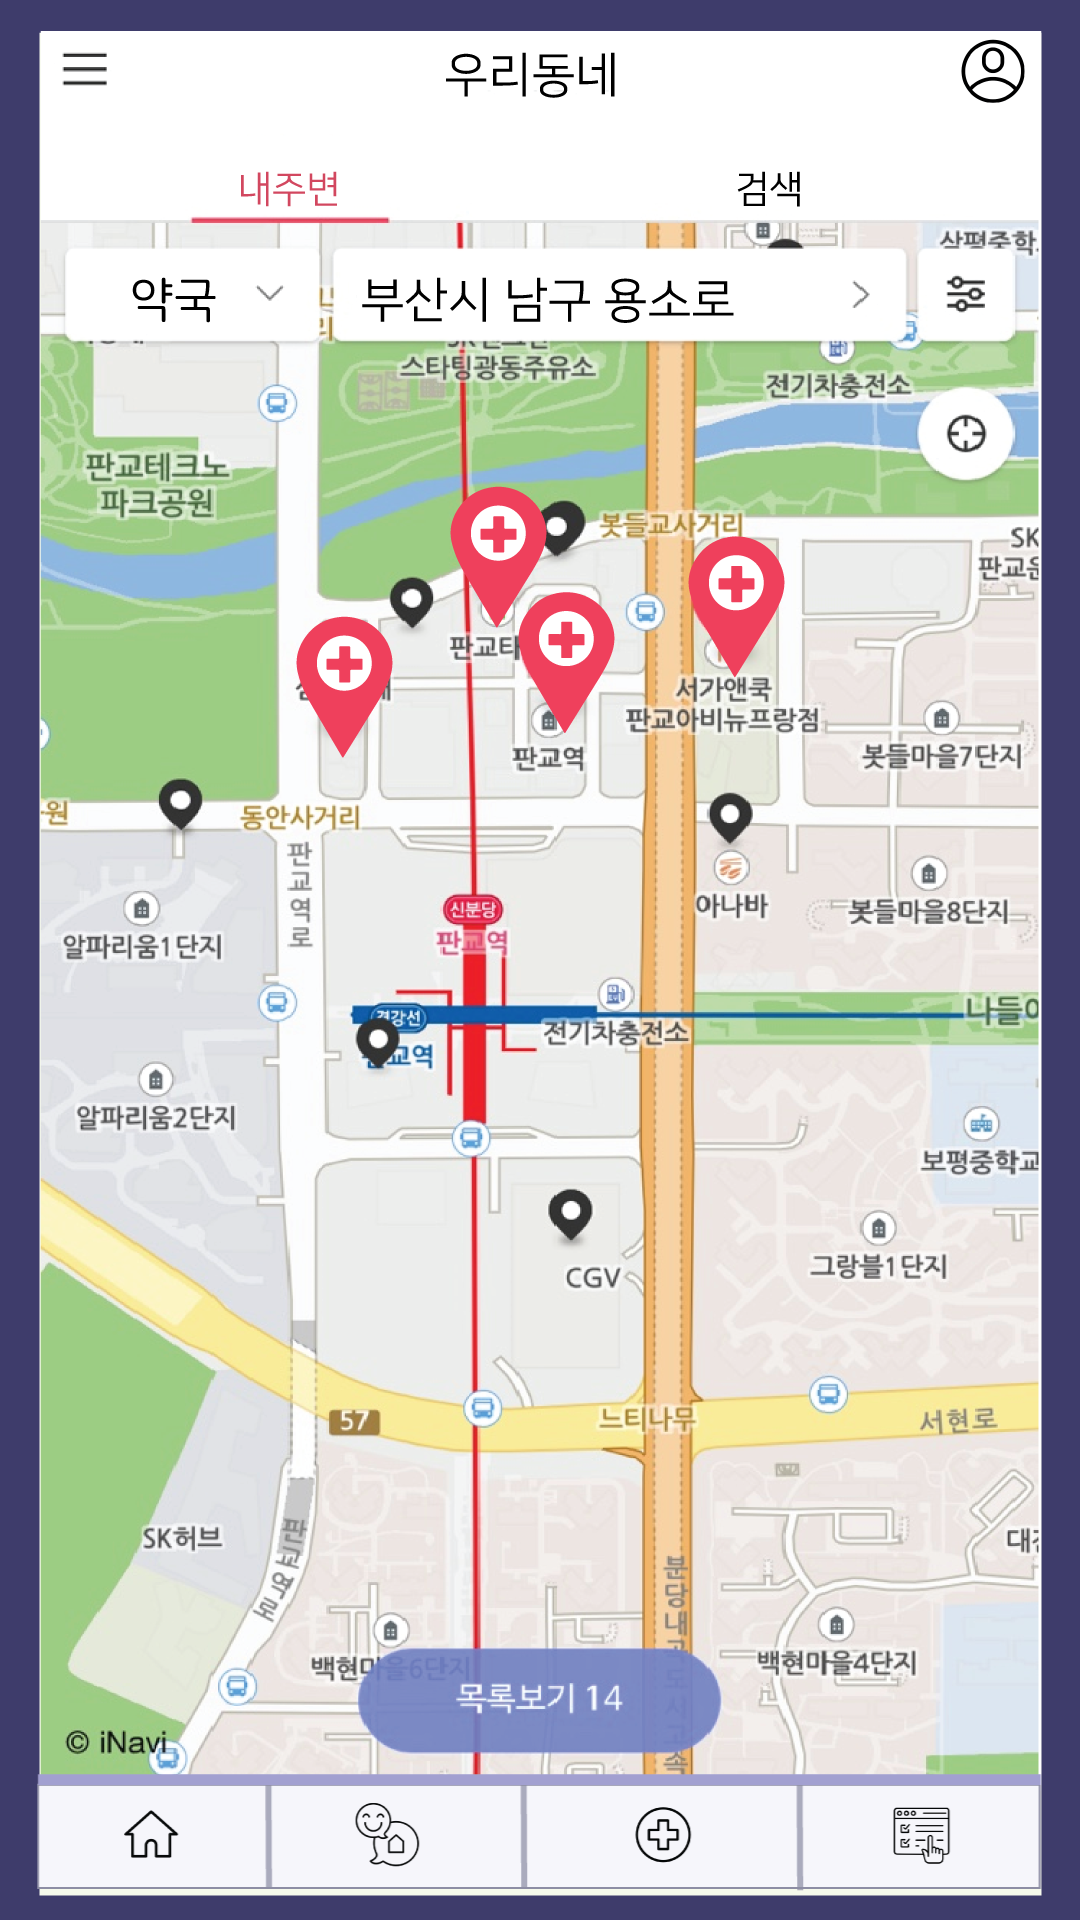 우리동네
내주변
검색
약국
부산시 남구 용소로
삼평중학
스타팅광동주유소
전기차충전소
판교테크노
파크공원
봇들교사거리
SK
판교
판교테
서가앤쿡
판교아비뉴프랑점
판교역
봇들마을7단지
원
동안사거리
판교역로
아나바
봇들마을8단지
신분당
판교역
알파리움1단지
경강선
교역
전기차충전소
나들이
알파리움2단지
보평중학교
CGV
그랑블1단지
57
느티나무
서현로
SK허브
판교역로
분당내
백현마을6단지
백현마을4단지
목록보기 14
© iNavi